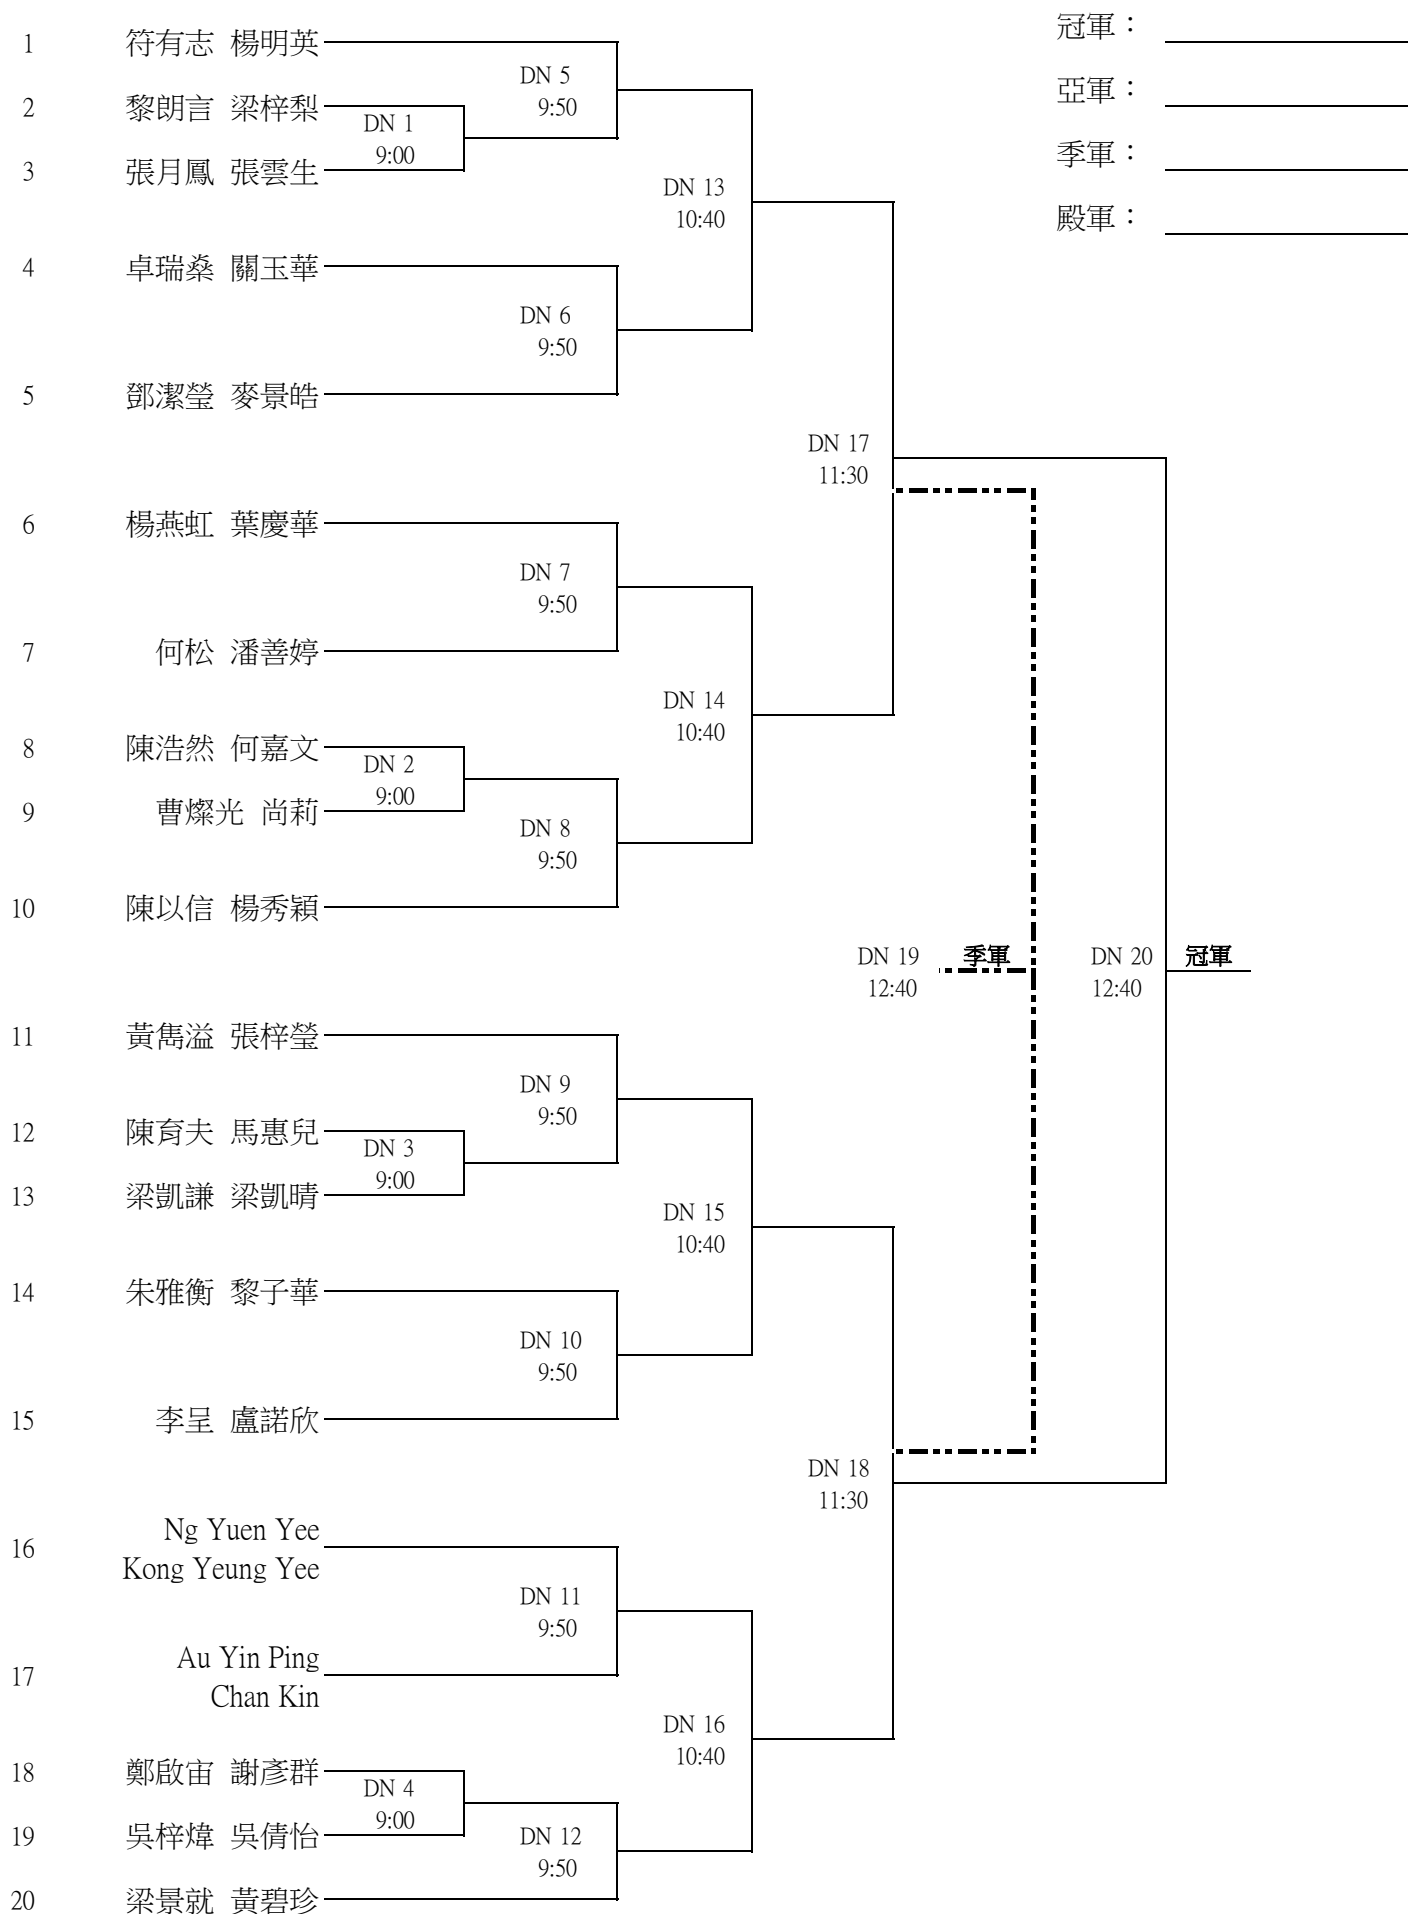 冠軍：
1 符有志 楊明英
DN 5
9:50
亞軍：
2 黎朗言 梁梓梨
DN 1
9:00
季軍：
3 張月鳳 張雲生
DN 13
10:40
殿軍：
4 卓瑞燊 關玉華
DN 6
9:50
5 鄧潔瑩 麥景皓
DN 17
11:30
6 楊燕虹 葉慶華
DN 7
9:50
7 何松 潘善婷
DN 14
10:40
8 陳浩然 何嘉文
DN 2
9:00
9 曹燦光 尚莉
DN 8
9:50
10 陳以信 楊秀穎
DN 19 季軍
12:40
DN 20 冠軍
12:40
11 黃雋溢 張梓瑩
DN 9
9:50
12 陳育夫 馬惠兒
DN 3
9:00
13 梁凱謙 梁凱晴
DN 15
10:40
14 朱雅衡 黎子華
DN 10
9:50
15 李呈 盧諾欣
DN 18
11:30
16 Ng Yuen Yee
Kong Yeung Yee
DN 11
9:50
17 Au Yin Ping
Chan Kin
DN 16
10:40
18 鄭啟宙 謝彥群
DN 4
9:00
19 吳梓煒 吳倩怡
DN 12
9:50
20 梁景就 黃碧珍